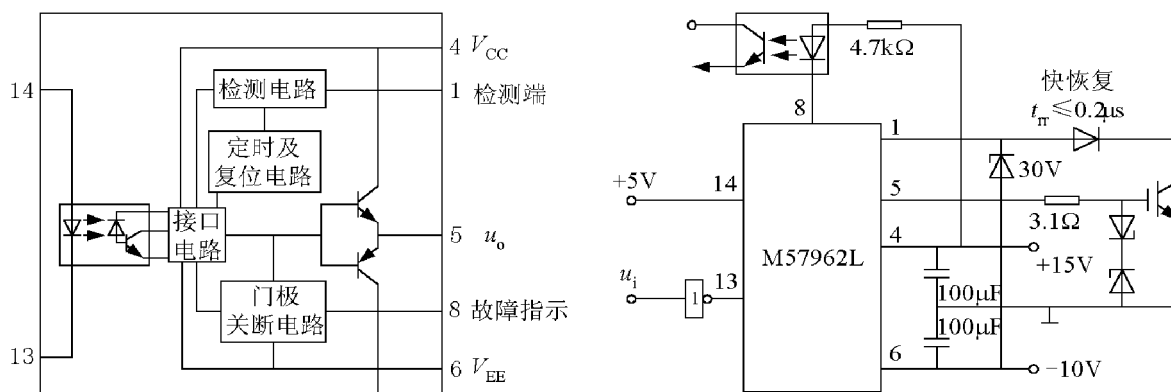 14
13
检测电路
定时及
复位电路
接口
电路
门极
关断电路
4 V_CC
1 检测端
5 u_o
8 故障指示
6 V_EE
4.7kΩ
8
快恢复
t_rr≤0.2μs
1
30V
+5V
14
5
3.1Ω
4
+15V
M57962L
u_i
1
13
100μF
100μF
6
−10V